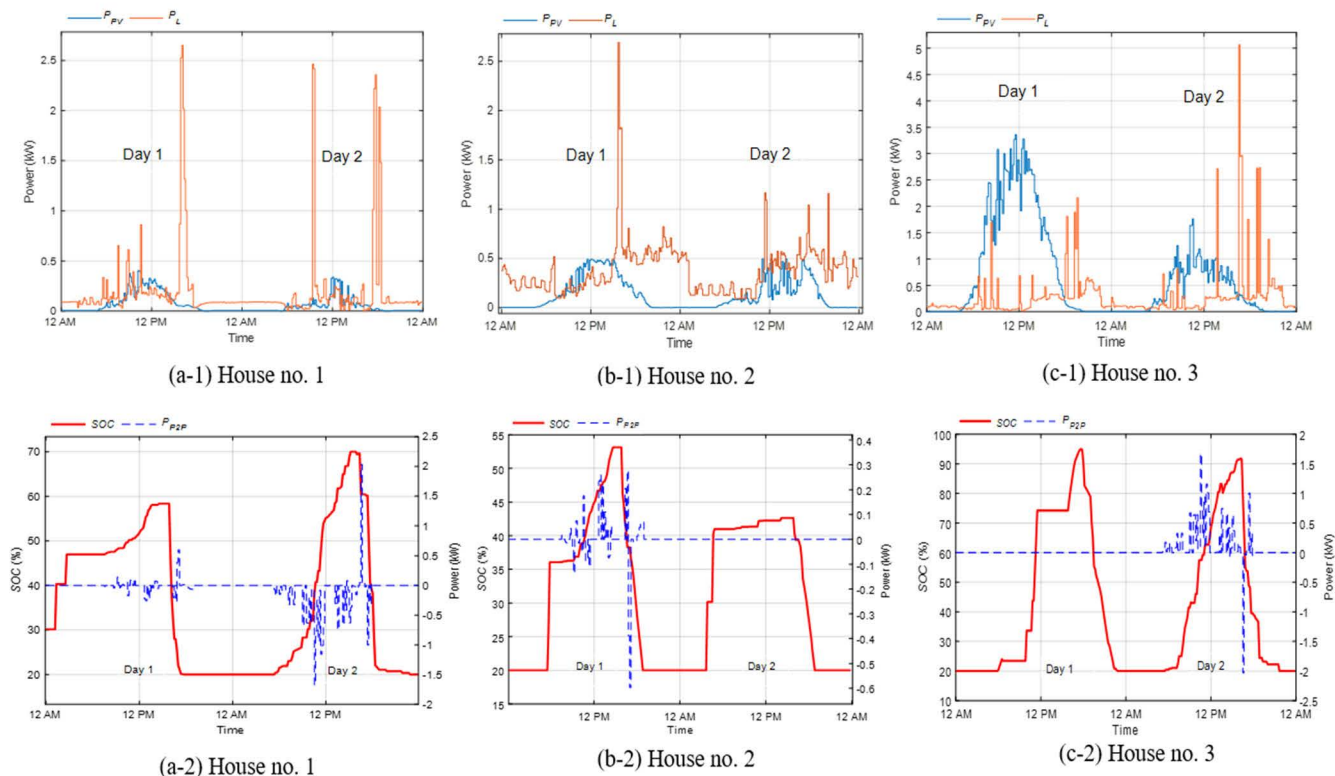 P_PV P_L
2.5
2
1.5
1
0.5
0
Power (kW)
Day 1
Day 2
12 AM 12 PM 12 AM 12 PM 12 AM
Time
(a-1) House no. 1
P_PV P_L
2.5
2
1.5
1
0.5
0
Power (kW)
Day 1
Day 2
12 AM 12 PM 12 AM 12 PM 12 AM
Time
(b-1) House no. 2
P_PV P_L
5
4.5
4
3.5
3
2.5
2
1.5
1
0.5
0
Power (kW)
Day 1
Day 2
12 AM 12 PM 12 AM 12 PM 12 AM
Time
(c-1) House no. 3
SOC P_P2P
70
60
50
40
30
20
SOC (%)
2.5
2
1.5
1
0.5
0
-0.5
-1
-1.5
-2
Power (kW)
Day 1
Day 2
12 AM 12 PM 12 AM 12 PM
Time
(a-2) House no. 1
SOC P_P2P
55
50
45
40
35
30
25
20
15
SOC (%)
0.4
0.3
0.2
0.1
0
-0.1
-0.2
-0.3
-0.4
-0.5
-0.6
Power (kW)
Day 1
Day 2
12 AM 12 PM 12 AM 12 PM 12 AM
Time
(b-2) House no. 2
SOC P_P2P
100
90
80
70
60
50
40
30
20
10
SOC (%)
2
1.5
1
0.5
0
-0.5
-1
-1.5
-2
-2.5
Power (kW)
Day 1
Day 2
12 AM 12 PM 12 AM 12 PM 12 AM
Time
(c-2) House no. 3